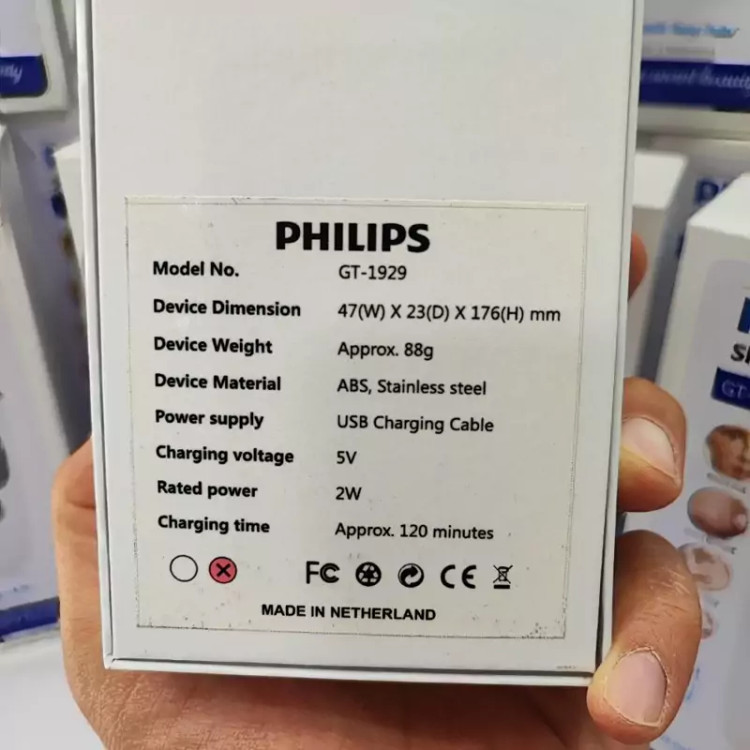 PHILIPS
Model No. GT-1929
Device Dimension 47(W) X 23(D) X 176(H) mm
Device Weight Approx. 88g
Device Material ABS, Stainless steel
Power supply USB Charging Cable
Charging voltage 5V
Rated power 2W
Charging time Approx. 120 minutes
FC CE
MADE IN NETHERLAND
GT-